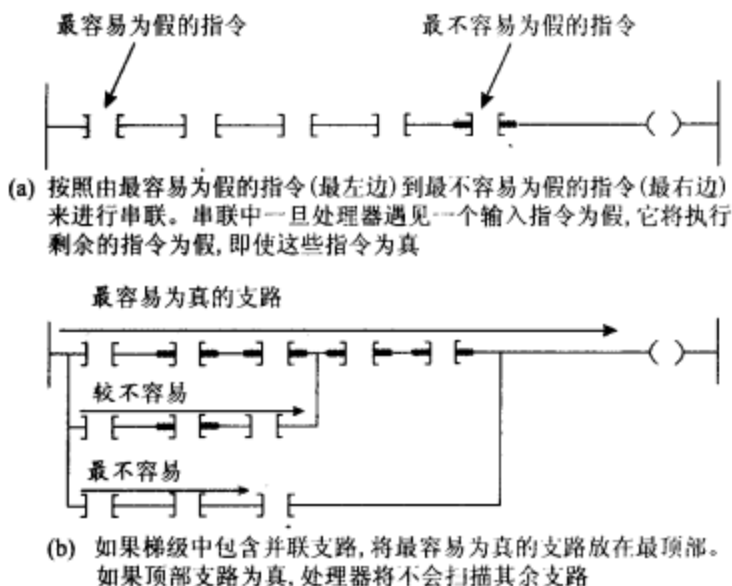 最容易为假的指令
最不容易为假的指令
(a) 按照由最容易为假的指令(最左边)到最不容易为假的指令(最右边)
来进行串联。串联中一旦处理器遇见一个输入指令为假,它将执行
剩余的指令为假,即使这些指令为真
最容易为真的支路
较不容易
最不容易
(b) 如果梯级中包含并联支路,将最容易为真的支路放在最顶部。
如果顶部支路为真,处理器将不会扫描其余支路